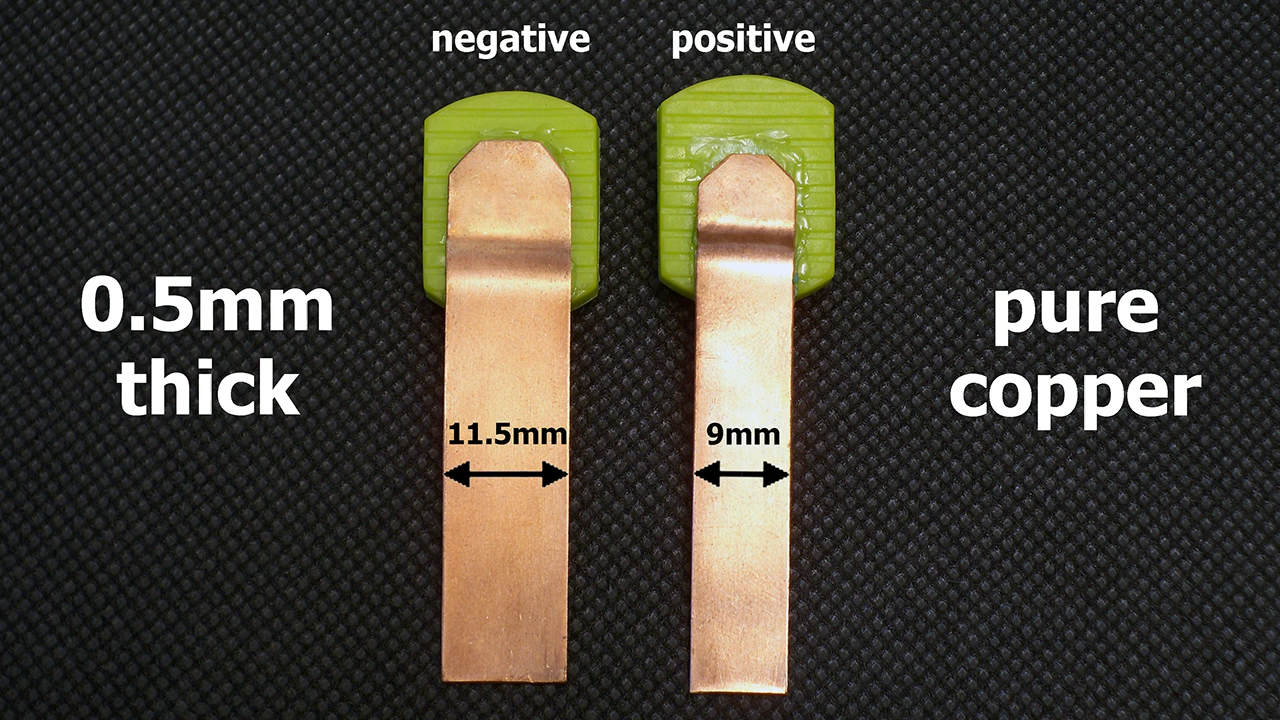 negative
positive
0.5mm
thick
pure
copper
11.5mm
9mm